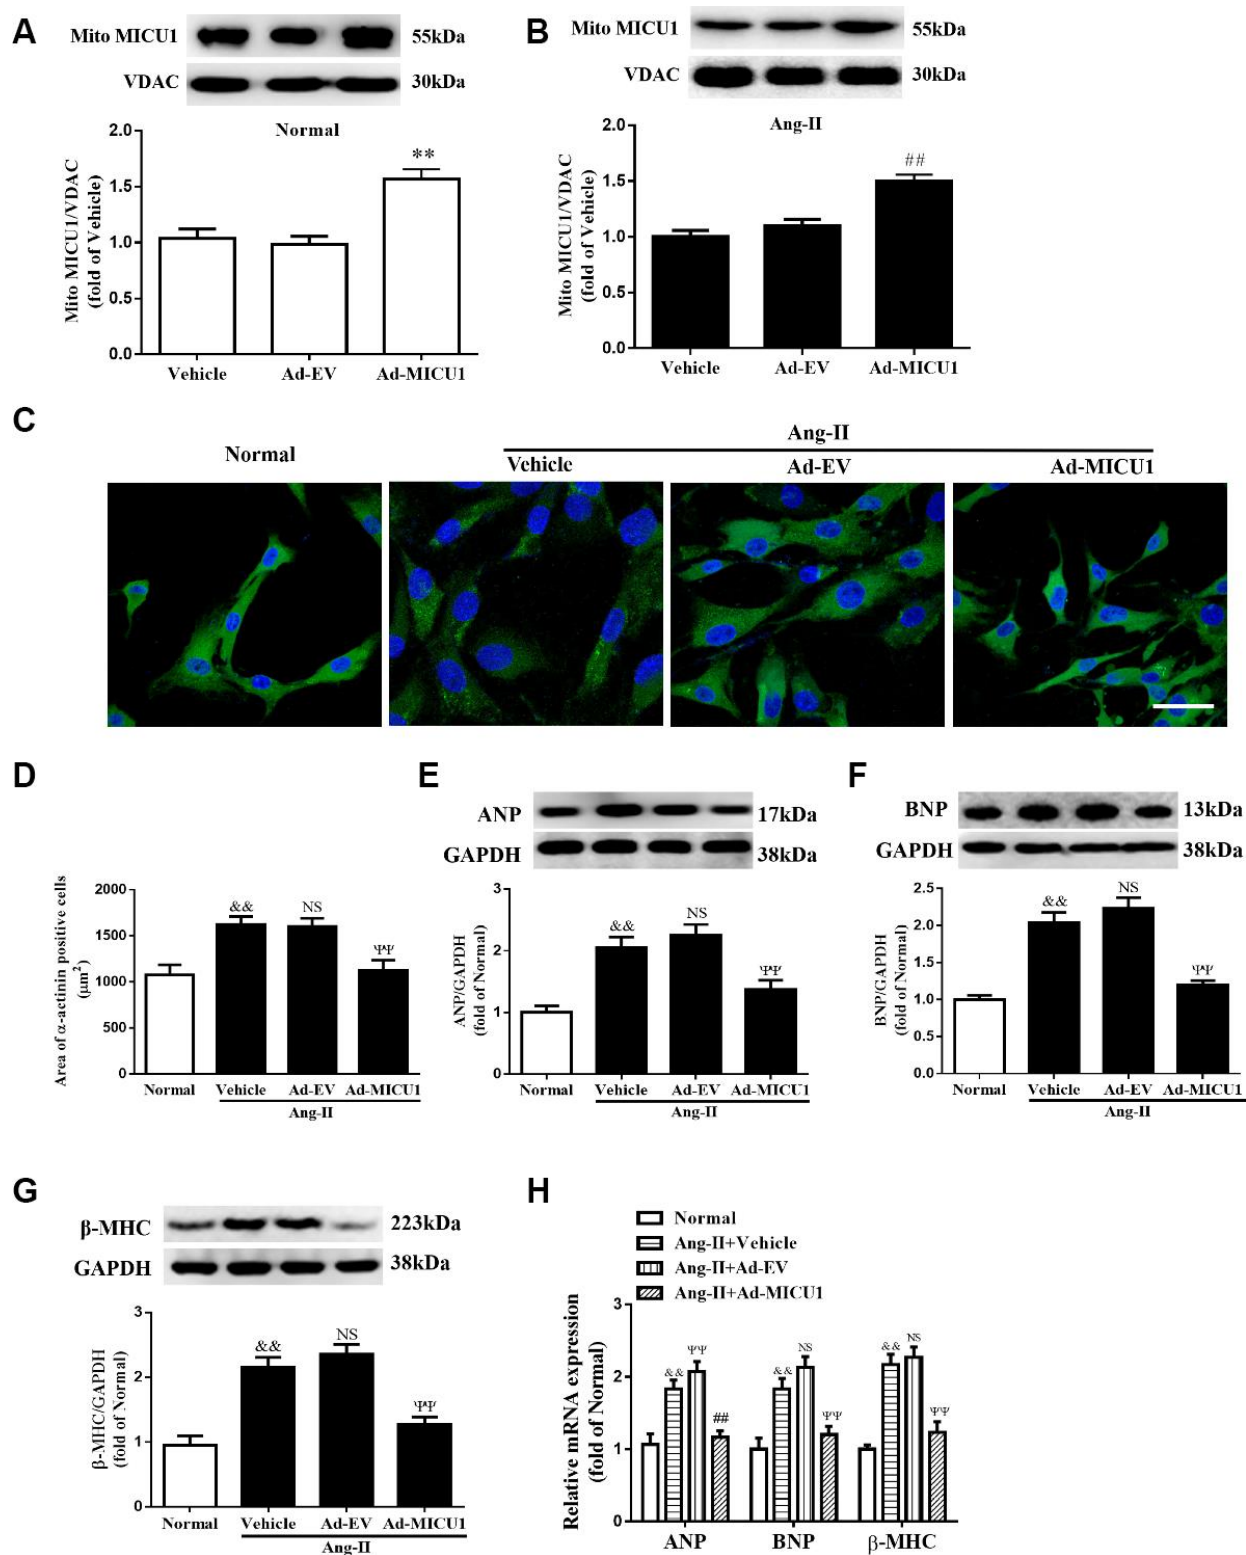 A
Mito MICU1
55kDa
VDAC
30kDa
Normal
2.0
1.5
1.0
0.5
0.0
Mito MICU1/VDAC
(fold of Vehicle)
**
Vehicle
Ad-EV
Ad-MICU1
B
Mito MICU1
55kDa
VDAC
30kDa
Ang-II
2.0
1.5
1.0
0.5
0.0
Mito MICU1/VDAC
(fold of Vehicle)
##
Vehicle
Ad-EV
Ad-MICU1
C
Normal
Ang-II
Vehicle
Ad-EV
Ad-MICU1
D
2000
1500
1000
500
0
Area of α-actinin positive cells
(μm²)
&&
NS
ΨΨ
Normal
Vehicle
Ad-EV
Ad-MICU1
Ang-II
E
ANP
17kDa
GAPDH
38kDa
3
2
1
0
ANP/GAPDH
(fold of Normal)
&&
NS
ΨΨ
Normal
Vehicle
Ad-EV
Ad-MICU1
Ang-II
F
BNP
13kDa
GAPDH
38kDa
2.5
2.0
1.5
1.0
0.5
0.0
BNP/GAPDH
(fold of Normal)
&&
NS
ΨΨ
Normal
Vehicle
Ad-EV
Ad-MICU1
Ang-II
G
β-MHC
223kDa
GAPDH
38kDa
3
2
1
0
β-MHC/GAPDH
(fold of Normal)
&&
NS
ΨΨ
Normal
Vehicle
Ad-EV
Ad-MICU1
Ang-II
H
Normal
Ang-II+Vehicle
Ang-II+Ad-EV
Ang-II+Ad-MICU1
3
2
1
0
Relative mRNA expression
(fold of Normal)
&&
ΨΨ
##
&&
NS
ΨΨ
&&
NS
ΨΨ
ANP
BNP
β-MHC